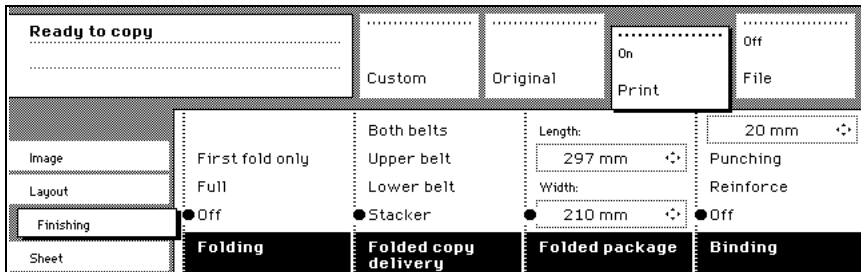 Ready to copy
Custom
Original
On
Print
Off
File
Image
Layout
Finishing
Sheet
First fold only
Full
Off
Folding
Both belts
Upper belt
Lower belt
Stacker
Folded copy
delivery
Length:
297 mm
Width:
210 mm
Folded package
20 mm
Punching
Reinforce
Off
Binding